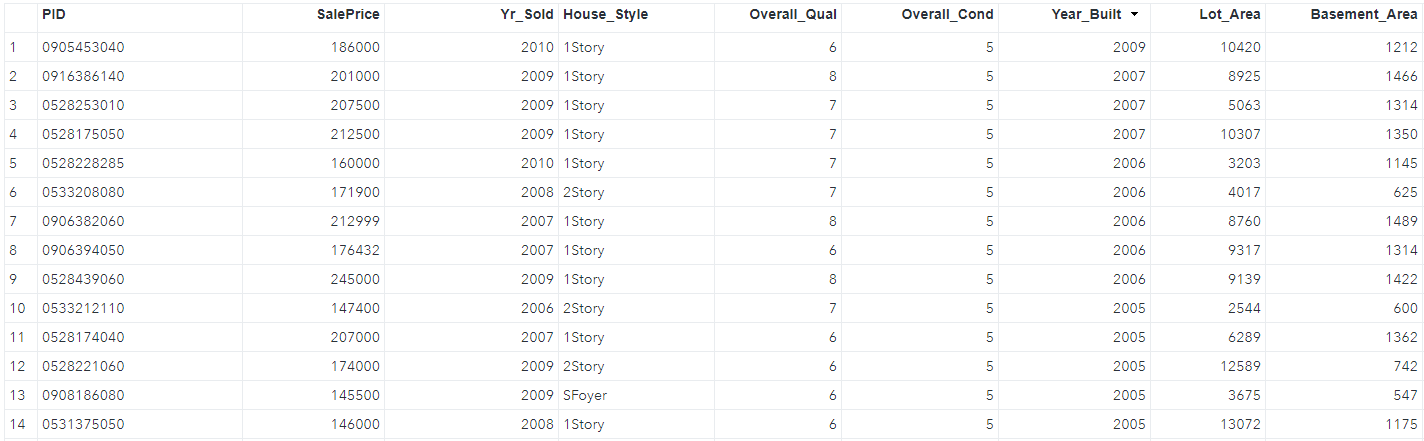 PID SalePrice Yr_Sold House_Style Overall_Qual Overall_Cond Year_Built Lot_Area Basement_Area
1 0905453040 186000 2010 1Story 6 5 2009 10420 1212
2 0916386140 201000 2009 1Story 8 5 2007 8925 1466
3 0528253010 207500 2009 1Story 7 5 2007 5063 1314
4 0528175050 212500 2009 1Story 7 5 2007 10307 1350
5 0528228285 160000 2010 1Story 7 5 2006 3203 1145
6 0533208080 171900 2008 2Story 7 5 2006 4017 625
7 0906382060 212999 2007 1Story 8 5 2006 8760 1489
8 0906394050 176432 2007 1Story 6 5 2006 9317 1314
9 0528439060 245000 2009 1Story 8 5 2006 9139 1422
10 0533212110 147400 2006 2Story 7 5 2005 2544 600
11 0528174040 207000 2007 1Story 6 5 2005 6289 1362
12 0528221060 174000 2009 2Story 6 5 2005 12589 742
13 0908186080 145500 2009 SFoyer 6 5 2005 3675 547
14 0531375050 146000 2008 1Story 6 5 2005 13072 1175